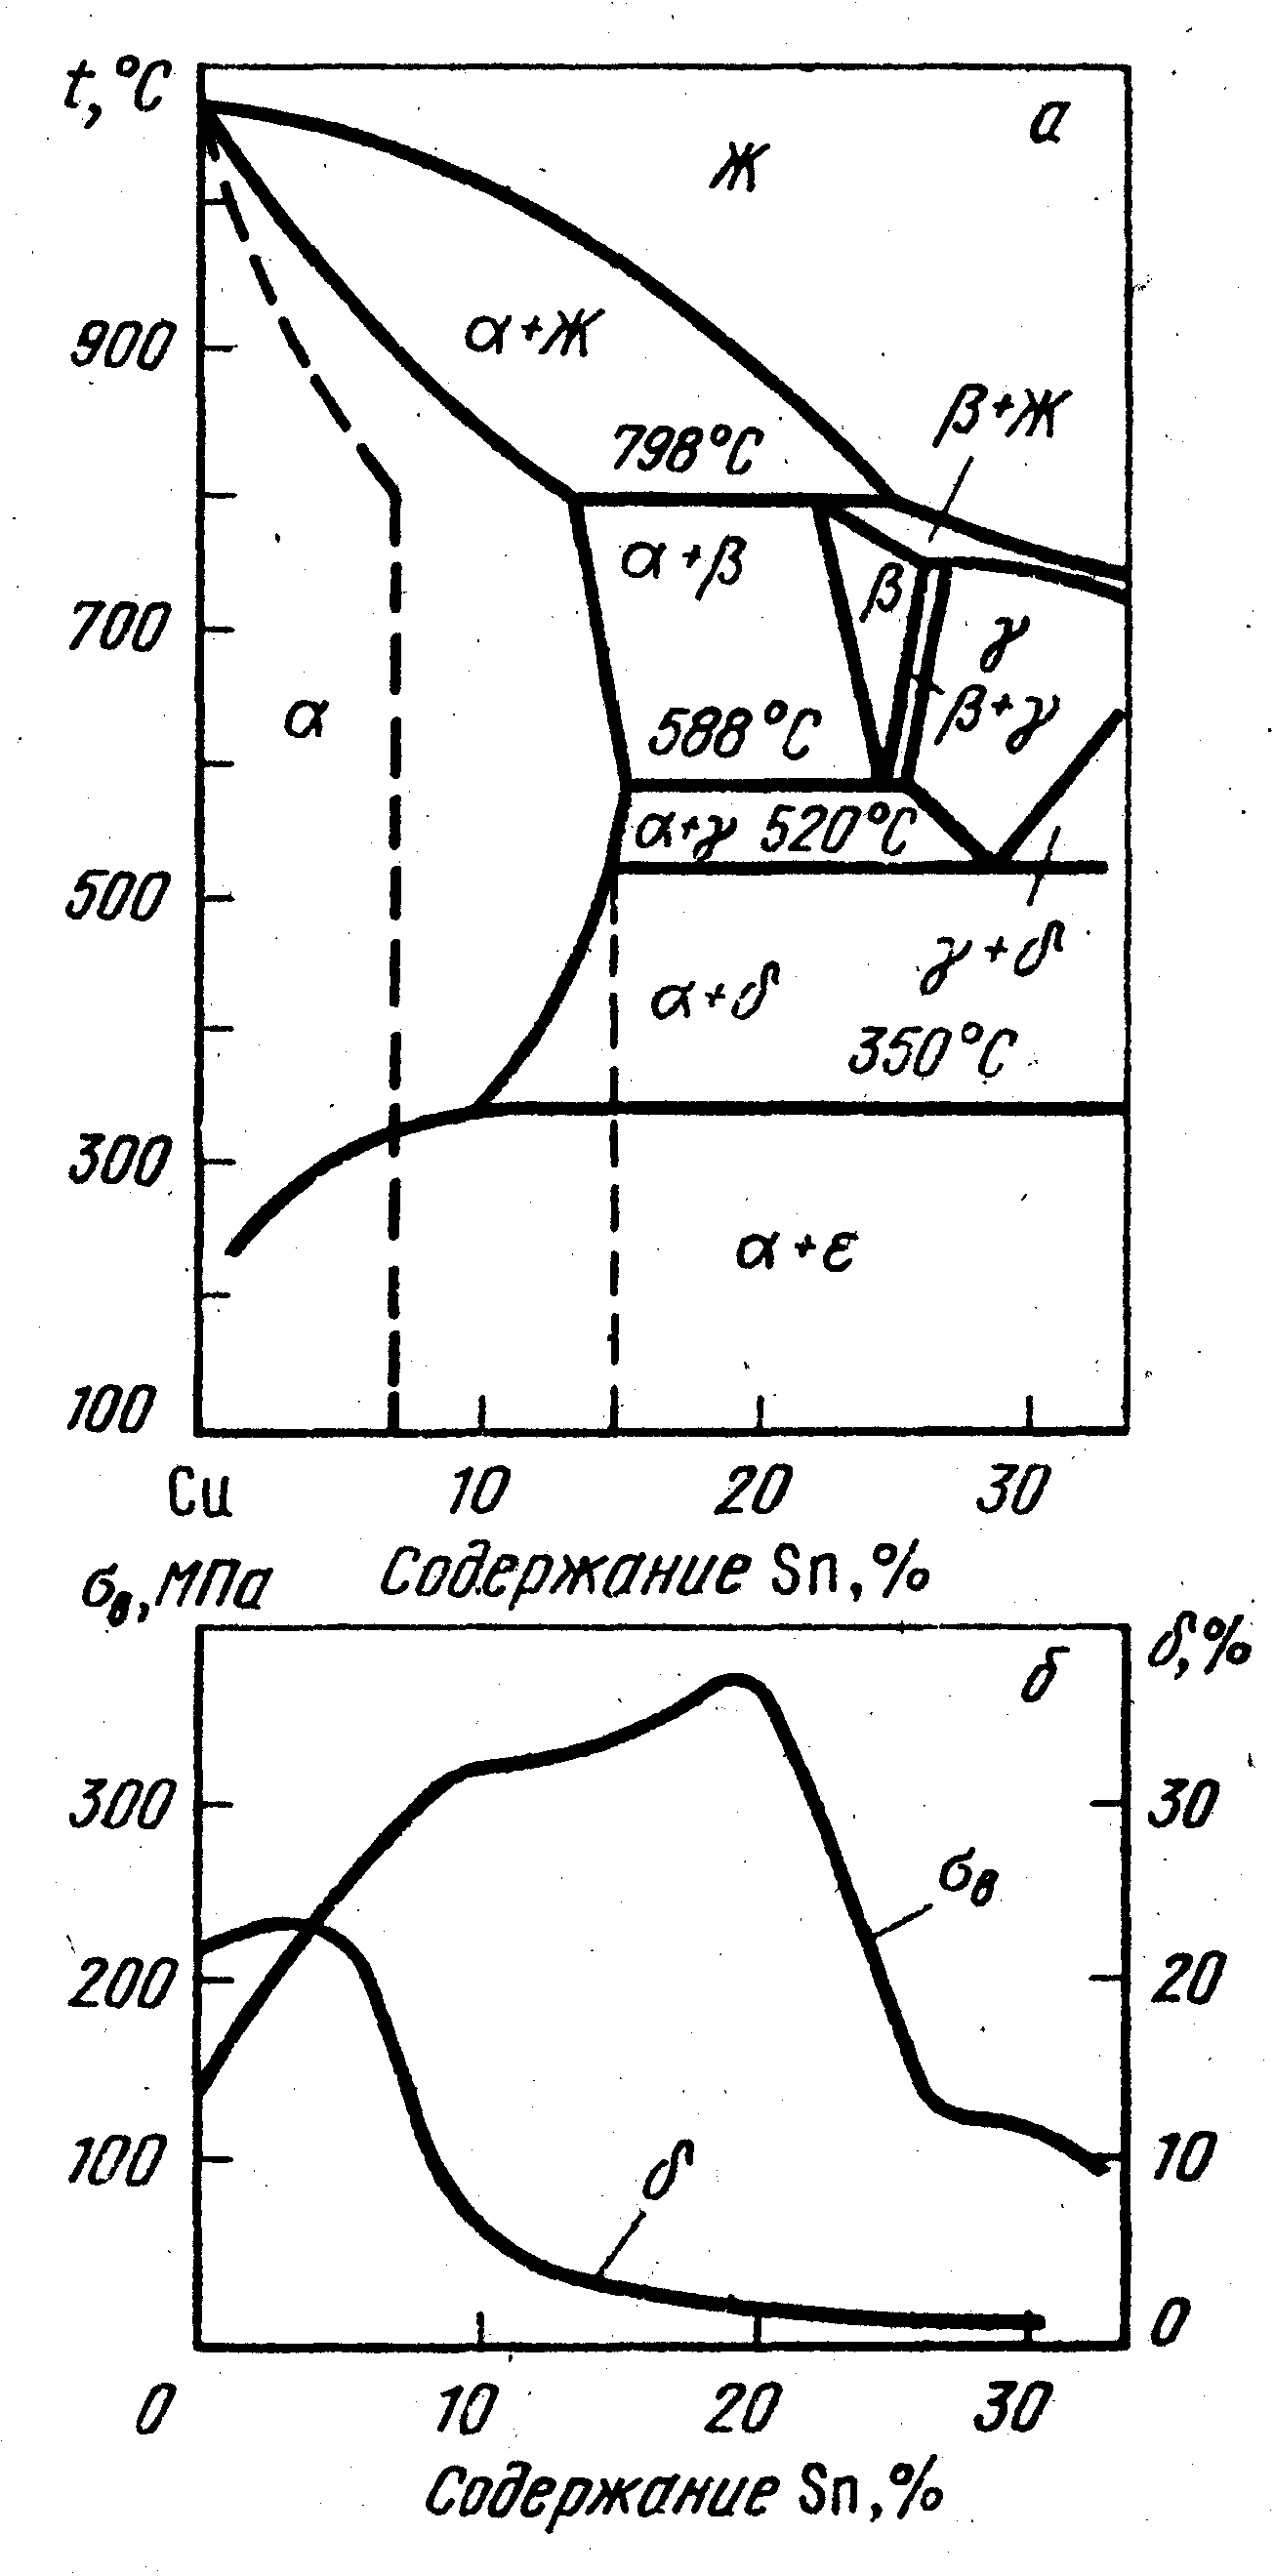 t,°C
а
Ж
α+Ж
900
β+Ж
798°C
α+β
β
700
γ
α
β+γ
588°C
α+γ 520°C
500
γ+δ
α+δ
350°C
300
α+ε
100
Cu 10 20 30
Содержание Sn,%
σв,МПа
δ,%
б
300 30
σв
200 20
100 10
δ
0
0 10 20 30
Содержание Sn,%